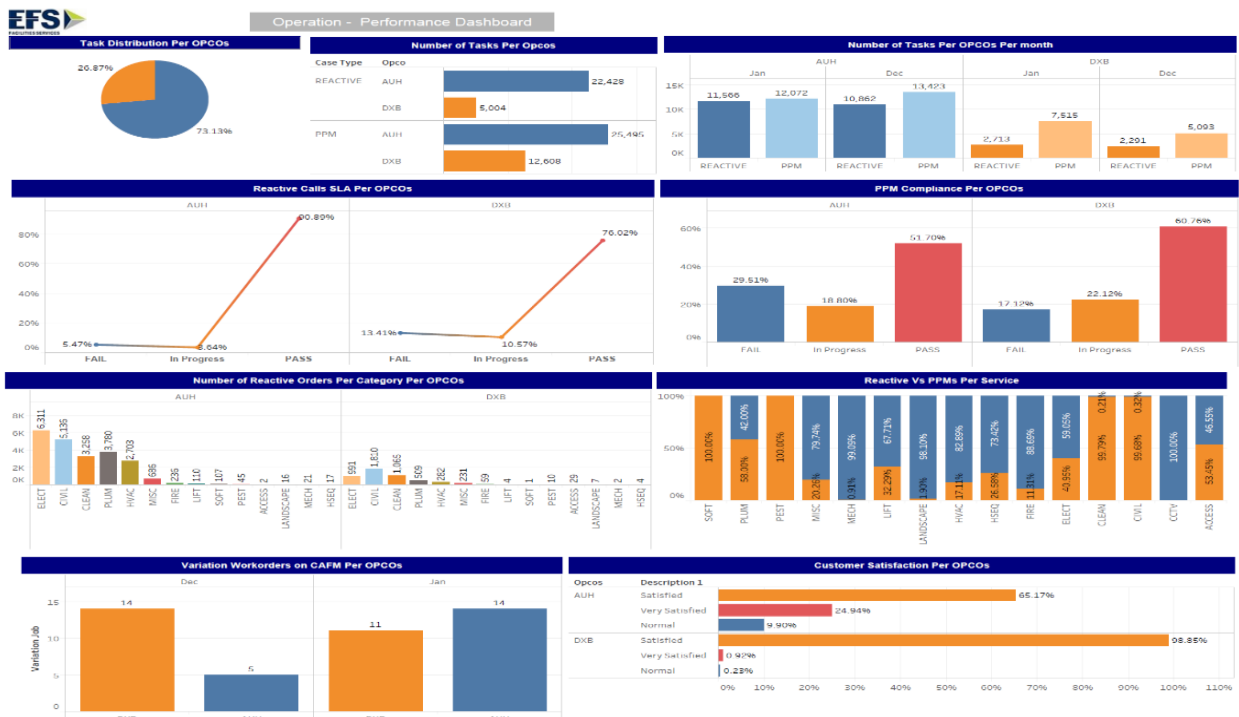 EFS
FACILITIES SERVICES
Operation - Performance Dashboard
Task Distribution Per OPCOs
26.87%
73.13%
Number of Tasks Per Opcos
Case Type Opco
REACTIVE AUH 22,428
DXB 5,004
PPM AUH 25,495
DXB 12,608
Number of Tasks Per OPCOs Per month
AUH DXB
Jan Dec Jan Dec
15K
10K
5K
0K
11,566 12,072 10,862 13,423 2,713 7,515 2,291 5,093
REACTIVE PPM REACTIVE PPM REACTIVE PPM REACTIVE PPM
Reactive Calls SLA Per OPCOs
AUH DXB
80%
60%
40%
20%
0%
5.47% 3.64% 90.89% 13.41% 10.57% 76.02%
FAIL In Progress PASS FAIL In Progress PASS
PPM Compliance Per OPCOs
AUH DXB
60%
40%
20%
0%
29.51% 18.80% 51.70% 17.12% 22.12% 60.76%
FAIL In Progress PASS FAIL In Progress PASS
Number of Reactive Orders Per Category Per OPCOs
AUH DXB
8K
6K
4K
2K
0K
6,311 5,135 3,258 3,780 2,703 686 236 110 107 45 2 16 21 17 991 1,810 1,065 509 282 231 59 4 1 10 29 7 2 4
ELECT CIVIL CLEAN PLUM HVAC MISC FIRE LIFT SOFT PEST ACCESS LANDSCAPE MECH HSEQ ELECT CIVIL CLEAN PLUM HVAC MISC FIRE LIFT SOFT PEST ACCESS LANDSCAPE MECH HSEQ
Reactive Vs PPMs Per Service
100%
50%
0%
42.00% 79.74% 99.09% 67.71% 98.10% 82.89% 73.42% 88.69% 59.05% 0.21% 0.32% 100.00% 46.55%
100.00% 58.00% 100.00% 20.26% 0.91% 32.29% 1.90% 17.11% 26.58% 11.31% 40.95% 99.79% 99.68% 53.45%
SOFT PLUM PEST MISC MECH LIFT LANDSCAPE HVAC HSEQ FIRE ELECT CLEAN CIVIL CCTV ACCESS
Variation Workorders on CAFM Per OPCOs
Dec Jan
Variation Job
15
10
5
0
14 5 11 14
DXB AUH DXB AUH
Customer Satisfaction Per OPCOs
Opcos Description 1
AUH Satisfied 65.17%
Very Satisfied 24.94%
Normal 9.90%
DXB Satisfied 98.85%
Very Satisfied 0.92%
Normal 0.23%
0% 10% 20% 30% 40% 50% 60% 70% 80% 90% 100% 110%